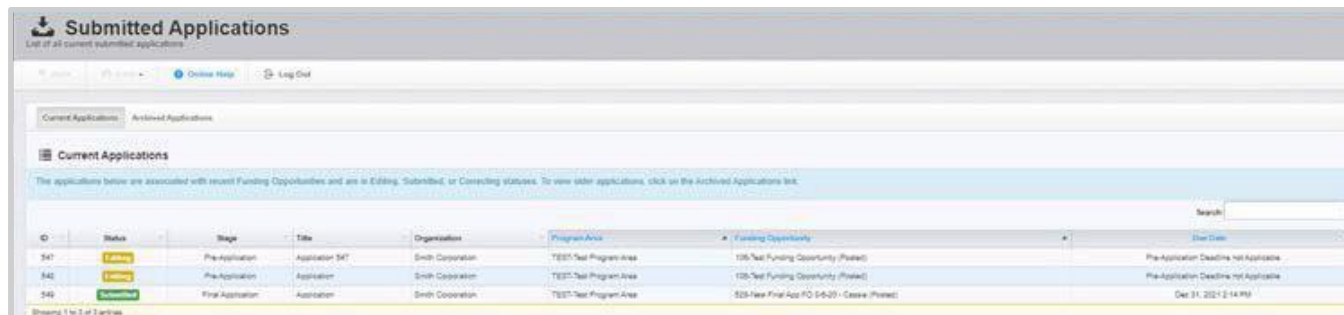 Submitted Applications
List of all current submitted applications
Online Help Log Out
Current Applications Archived Applications
Current Applications
The applications below are associated with recent Funding Opportunities and are in Editing, Submitted, or Correcting statuses. To view older applications, click on the Archived Applications link.
Search:
ID Status Stage Title Organization Program Area Funding Opportunity Due Date
547 Editing Pre-Application Application 547 Smith Corporation TEST-Test Program Area Test Funding Opportunity (Posted) Pre-Application Deadline not Applicable
Editing Pre-Application Application Smith Corporation TEST-Test Program Area Test Funding Opportunity (Posted) Pre-Application Deadline not Applicable
549 Submitted Final Application Application Smith Corporation TEST-Test Program Area Final App FO - Cassie (Posted) Dec 31, 2021 2:14 PM
Showing 1 to 3 of 3 entries